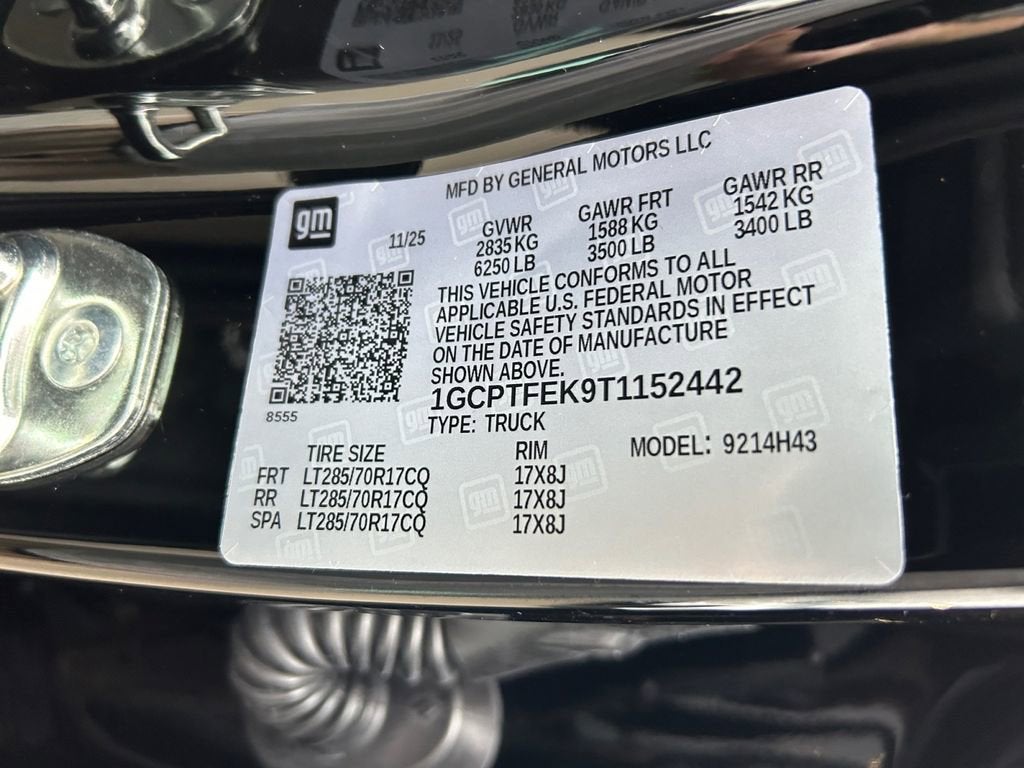 MFD BY GENERAL MOTORS LLC
gm
11/25
GVWR
2835 KG
6250 LB
GAWR FRT
1588 KG
3500 LB
GAWR RR
1542 KG
3400 LB
THIS VEHICLE CONFORMS TO ALL
APPLICABLE U.S. FEDERAL MOTOR
VEHICLE SAFETY STANDARDS IN EFFECT
ON THE DATE OF MANUFACTURE
SHOWN ABOVE.
8555
1GCPTFEK9T1152442
TYPE: TRUCK
MODEL: 9214H43
TIRE SIZE RIM
FRT LT285/70R17CQ 17X8J
RR LT285/70R17CQ 17X8J
SPA LT285/70R17CQ 17X8J